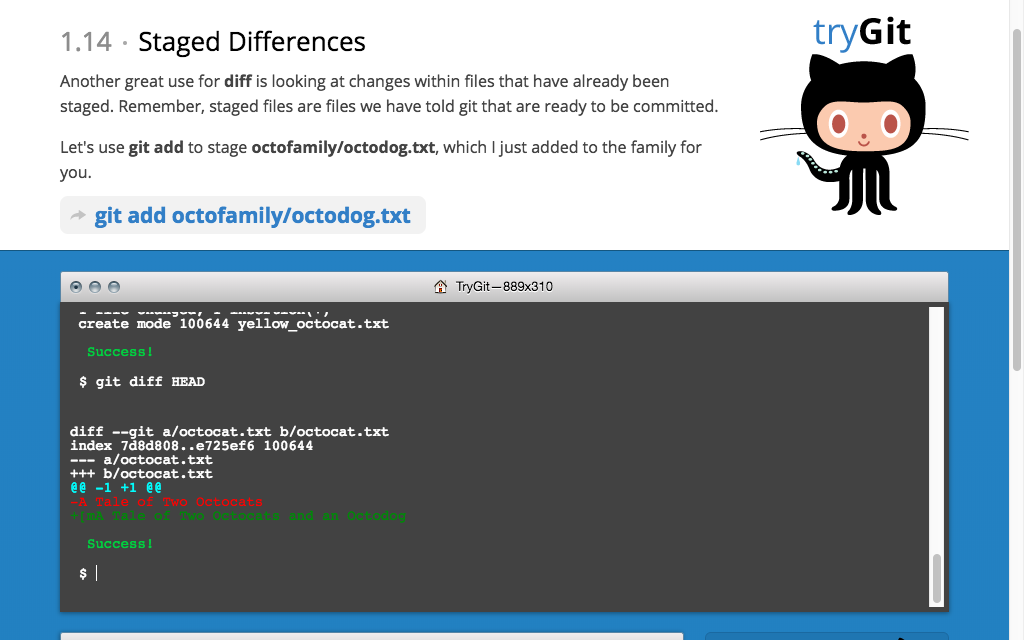 1.14 · Staged Differences
tryGit
Another great use for diff is looking at changes within files that have already been
staged. Remember, staged files are files we have told git that are ready to be committed.
Let's use git add to stage octofamily/octodog.txt, which I just added to the family for
you.
git add octofamily/octodog.txt
TryGit — 889x310
1 file changed, 1 insertion(+)
create mode 100644 yellow_octocat.txt
Success!
$ git diff HEAD
diff --git a/octocat.txt b/octocat.txt
index 7d8d808..e725ef6 100644
--- a/octocat.txt
+++ b/octocat.txt
@@ -1 +1 @@
-A Tale of Two Octocats
+[mA Tale of Two Octocats and an Octodog
Success!
$